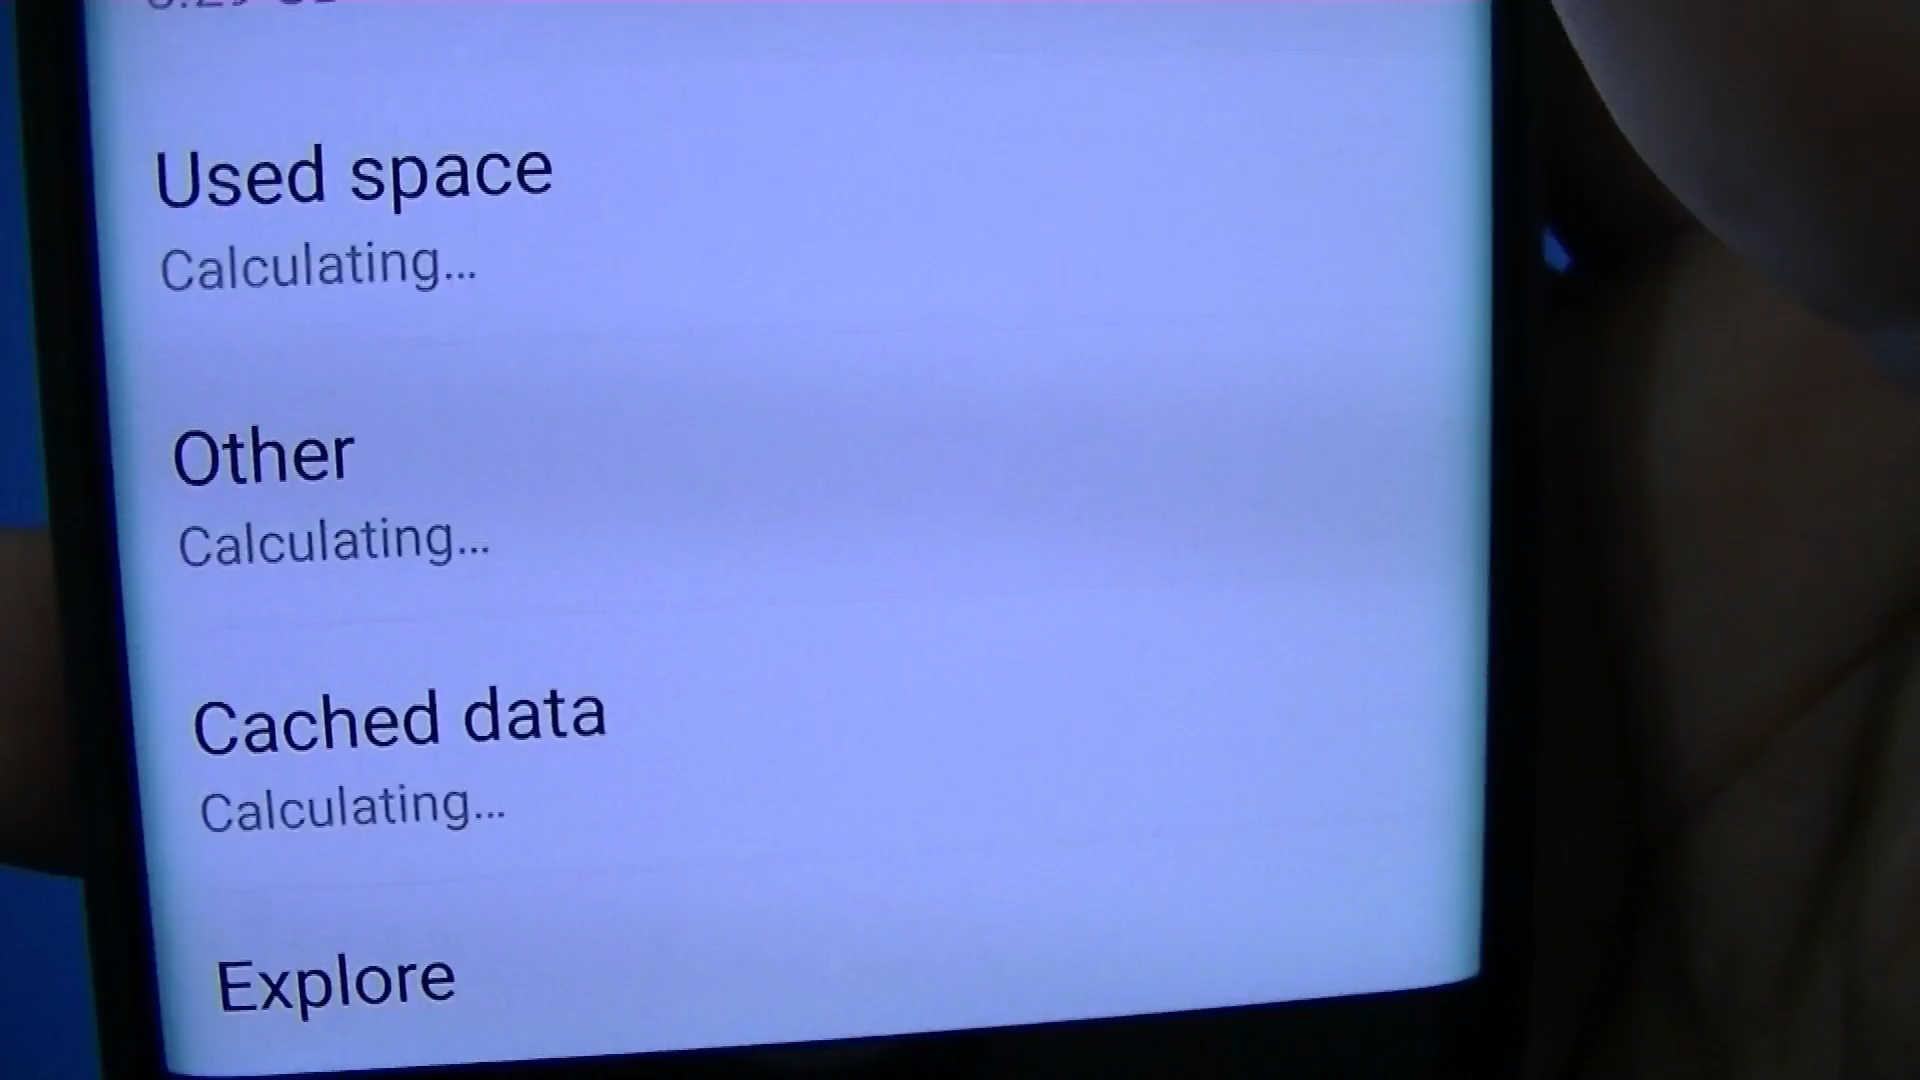 Used space
Calculating...
Other
Calculating...
Cached data
Calculating...
Explore